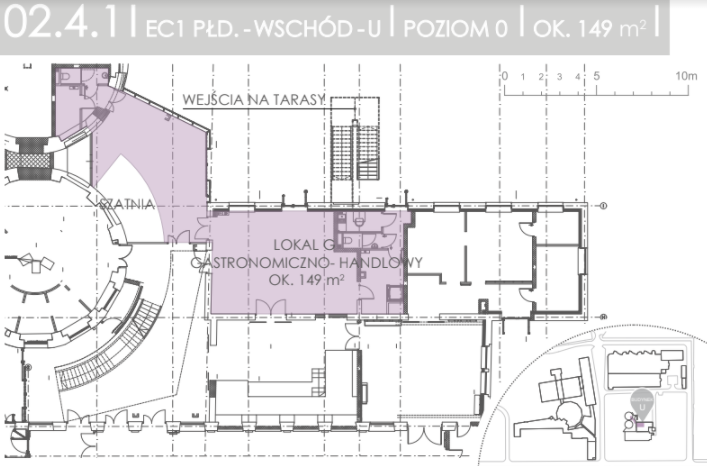 02.4.1 | EC1 PŁD. - WSCHÓD - U | POZIOM 0 | OK. 149 m² |
0 1 2 3 4 5 10m
WEJŚCIA NA TARASY
SZATNIA
LOKAL G
GASTRONOMICZNO- HANDLOWY
OK. 149 m²
U